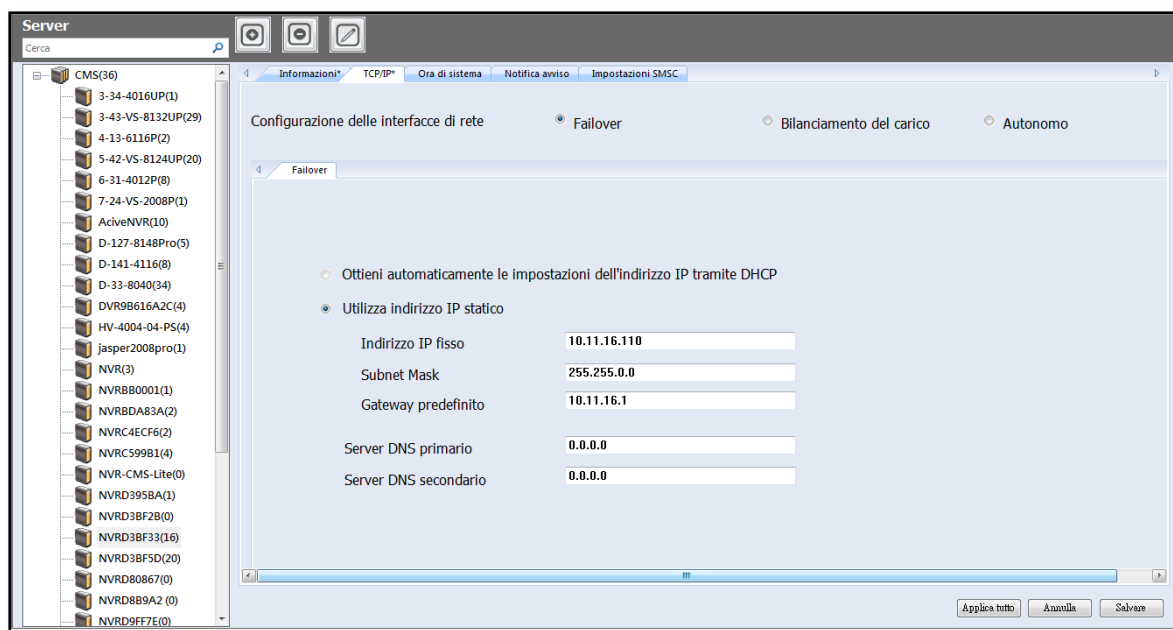 Server
Cerca
CMS(36)
3-34-4016UP(1)
3-43-VS-8132UP(29)
4-13-6116P(2)
5-42-VS-8124UP(20)
6-31-4012P(8)
7-24-VS-2008P(1)
AciveNVR(10)
D-127-8148Pro(5)
D-141-4116(8)
D-33-8040(34)
DVR9B616A2C(4)
HV-4004-04-PS(4)
jasper2008pro(1)
NVR(3)
NVRBB0001(1)
NVRBDA83A(2)
NVRC4ECF6(2)
NVRC599B1(4)
NVR-CMS-Lite(0)
NVRD395BA(1)
NVRD3BF2B(0)
NVRD3BF33(16)
NVRD3BF5D(20)
NVRD80867(0)
NVRD8B9A2 (0)
NVRD9FF7E(0)
Informazioni* TCP/IP* Ora di sistema Notifica avviso Impostazioni SMSC
Configurazione delle interfacce di rete Failover Bilanciamento del carico Autonomo
Failover
Ottieni automaticamente le impostazioni dell'indirizzo IP tramite DHCP
Utilizza indirizzo IP statico
Indirizzo IP fisso 10.11.16.110
Subnet Mask 255.255.0.0
Gateway predefinito 10.11.16.1
Server DNS primario 0.0.0.0
Server DNS secondario 0.0.0.0
Applica tutto Annulla Salvare